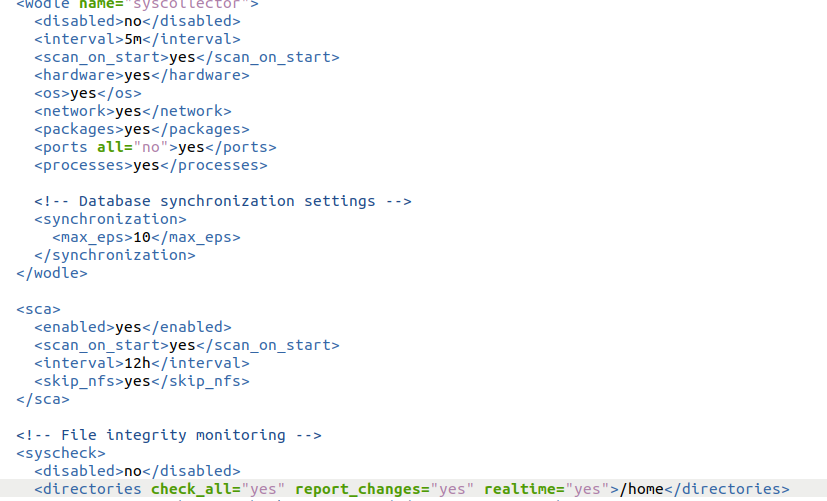 <wodle name="syscollector">
<disabled>no</disabled>
<interval>5m</interval>
<scan_on_start>yes</scan_on_start>
<hardware>yes</hardware>
<os>yes</os>
<network>yes</network>
<packages>yes</packages>
<ports all="no">yes</ports>
<processes>yes</processes>
<!-- Database synchronization settings -->
<synchronization>
<max_eps>10</max_eps>
</synchronization>
</wodle>
<sca>
<enabled>yes</enabled>
<scan_on_start>yes</scan_on_start>
<interval>12h</interval>
<skip_nfs>yes</skip_nfs>
</sca>
<!-- File integrity monitoring -->
<syscheck>
<disabled>no</disabled>
<directories check_all="yes" report_changes="yes" realtime="yes">/home</directories>